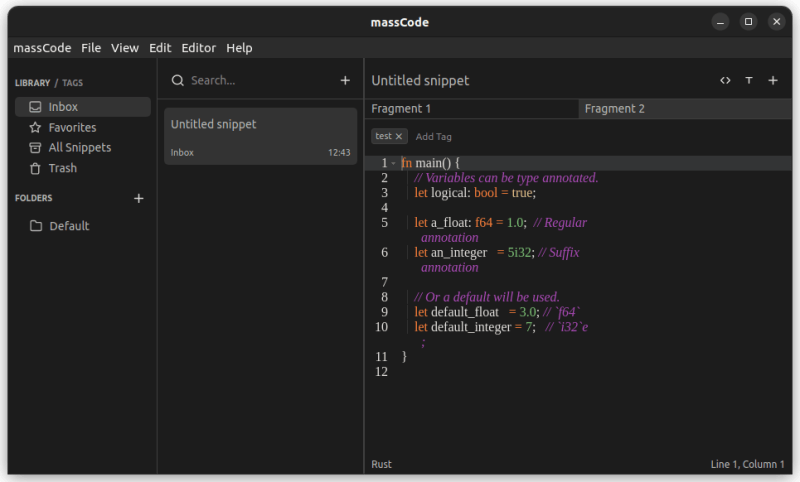 massCode
massCode File View Edit Editor Help
LIBRARY / TAGS
Inbox
Favorites
All Snippets
Trash
FOLDERS +
Default
Search... +
Untitled snippet
Inbox 12:43
Untitled snippet
Fragment 1 Fragment 2
test × Add Tag
1 fn main() {
2 // Variables can be type annotated.
3 let logical: bool = true;
4
5 let a_float: f64 = 1.0; // Regular
annotation
6 let an_integer = 5i32; // Suffix
annotation
7
8 // Or a default will be used.
9 let default_float = 3.0; // `f64`
10 let default_integer = 7; // `i32`e
;
11 }
12
Rust Line 1, Column 1